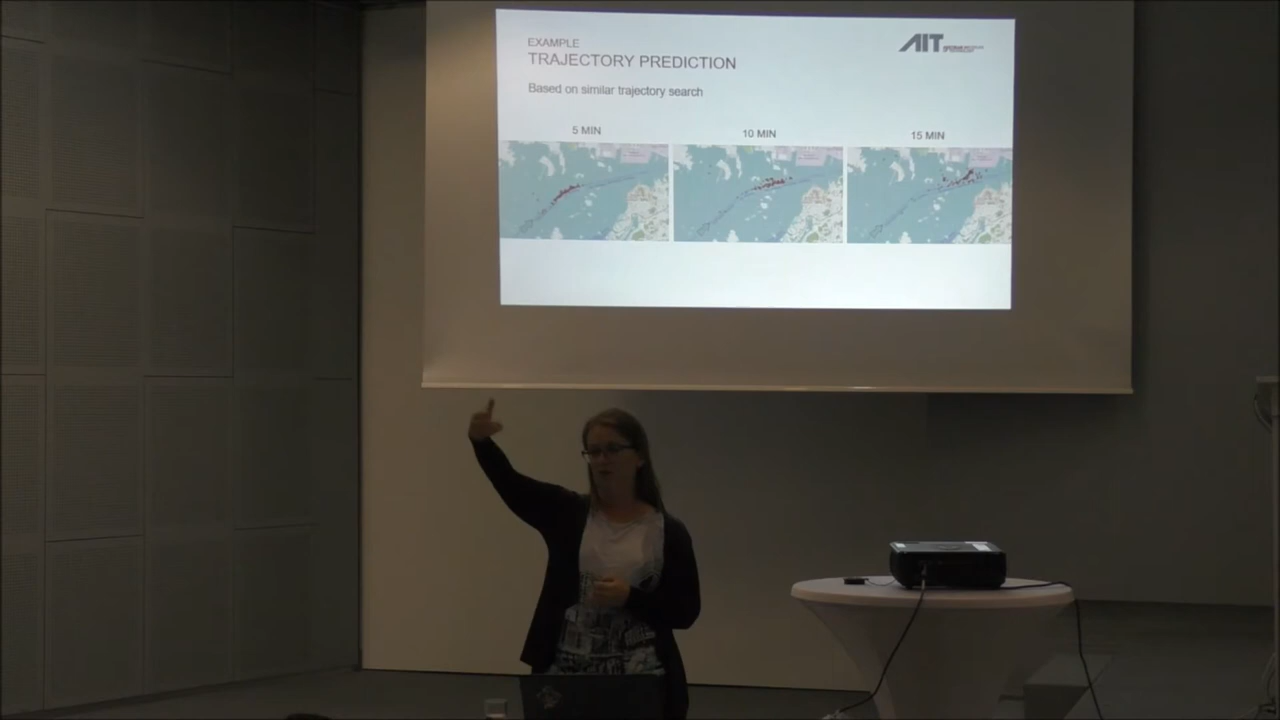 EXAMPLE
TRAJECTORY PREDICTION
AIT
Based on similar trajectory search
5 MIN
10 MIN
15 MIN